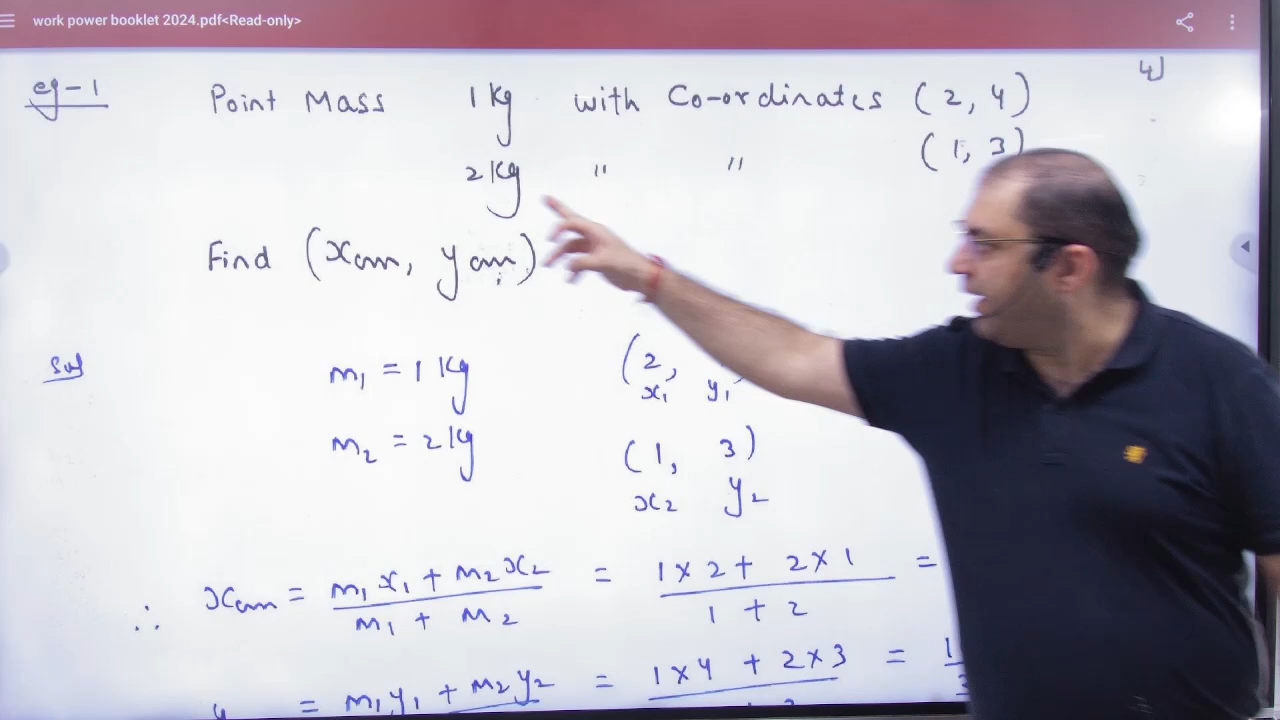 work power booklet 2024.pdf<Read-only>
4)
eg-1 Point Mass 1 kg with Co-ordinates (2, 4)
2 kg " " (1, 3)
Find (xcm, ycm)
Sol m₁ = 1 kg (2,
x₁ y₁
m₂ = 2 kg (1, 3)
x₂ y₂
∴ xcm = m₁x₁ + m₂x₂ / m₁ + m₂ = 1 × 2 + 2 × 1 / 1 + 2 =
= m₁y₁ + m₂y₂ = 1 × 4 + 2 × 3 =